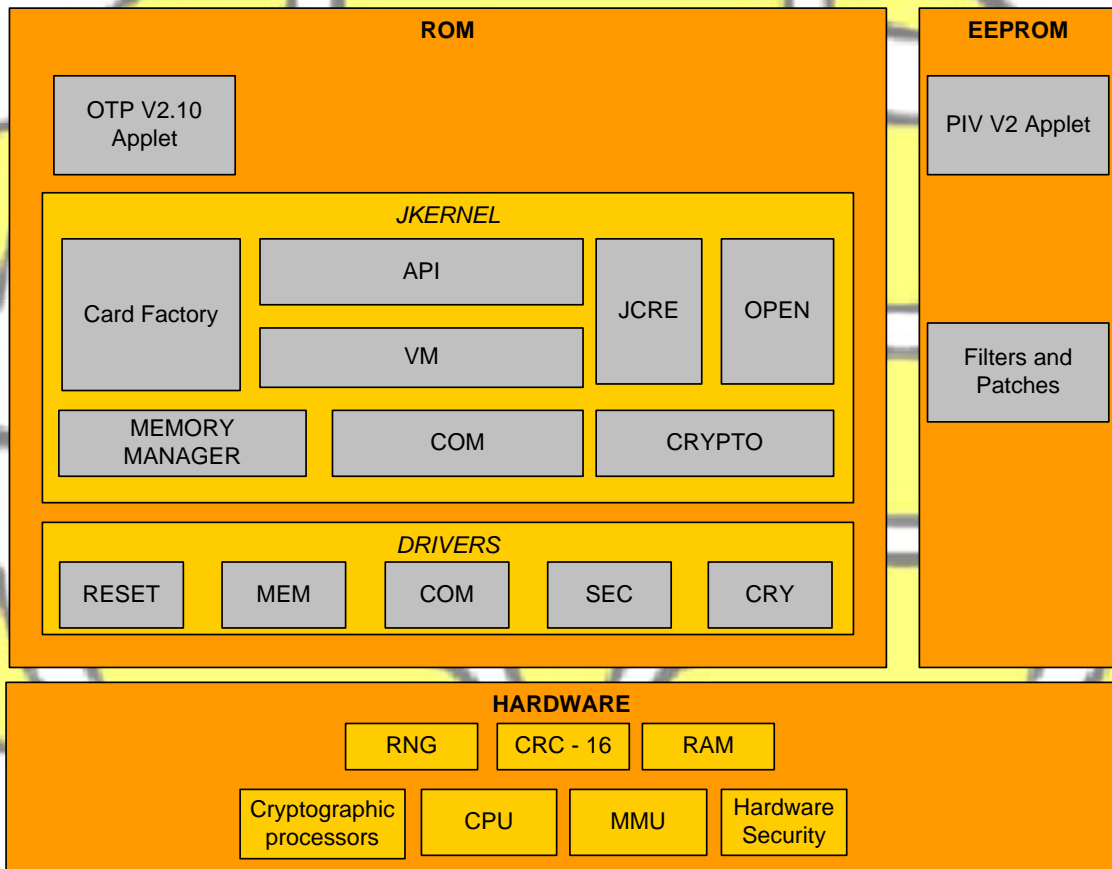 ROM
OTP V2.10
Applet
JKERNEL
Card Factory
API
VM
JCRE
OPEN
MEMORY
MANAGER
COM
CRYPTO
DRIVERS
RESET
MEM
COM
SEC
CRY
EEPROM
PIV V2 Applet
Filters and
Patches
HARDWARE
RNG
CRC - 16
RAM
Cryptographic
processors
CPU
MMU
Hardware
Security